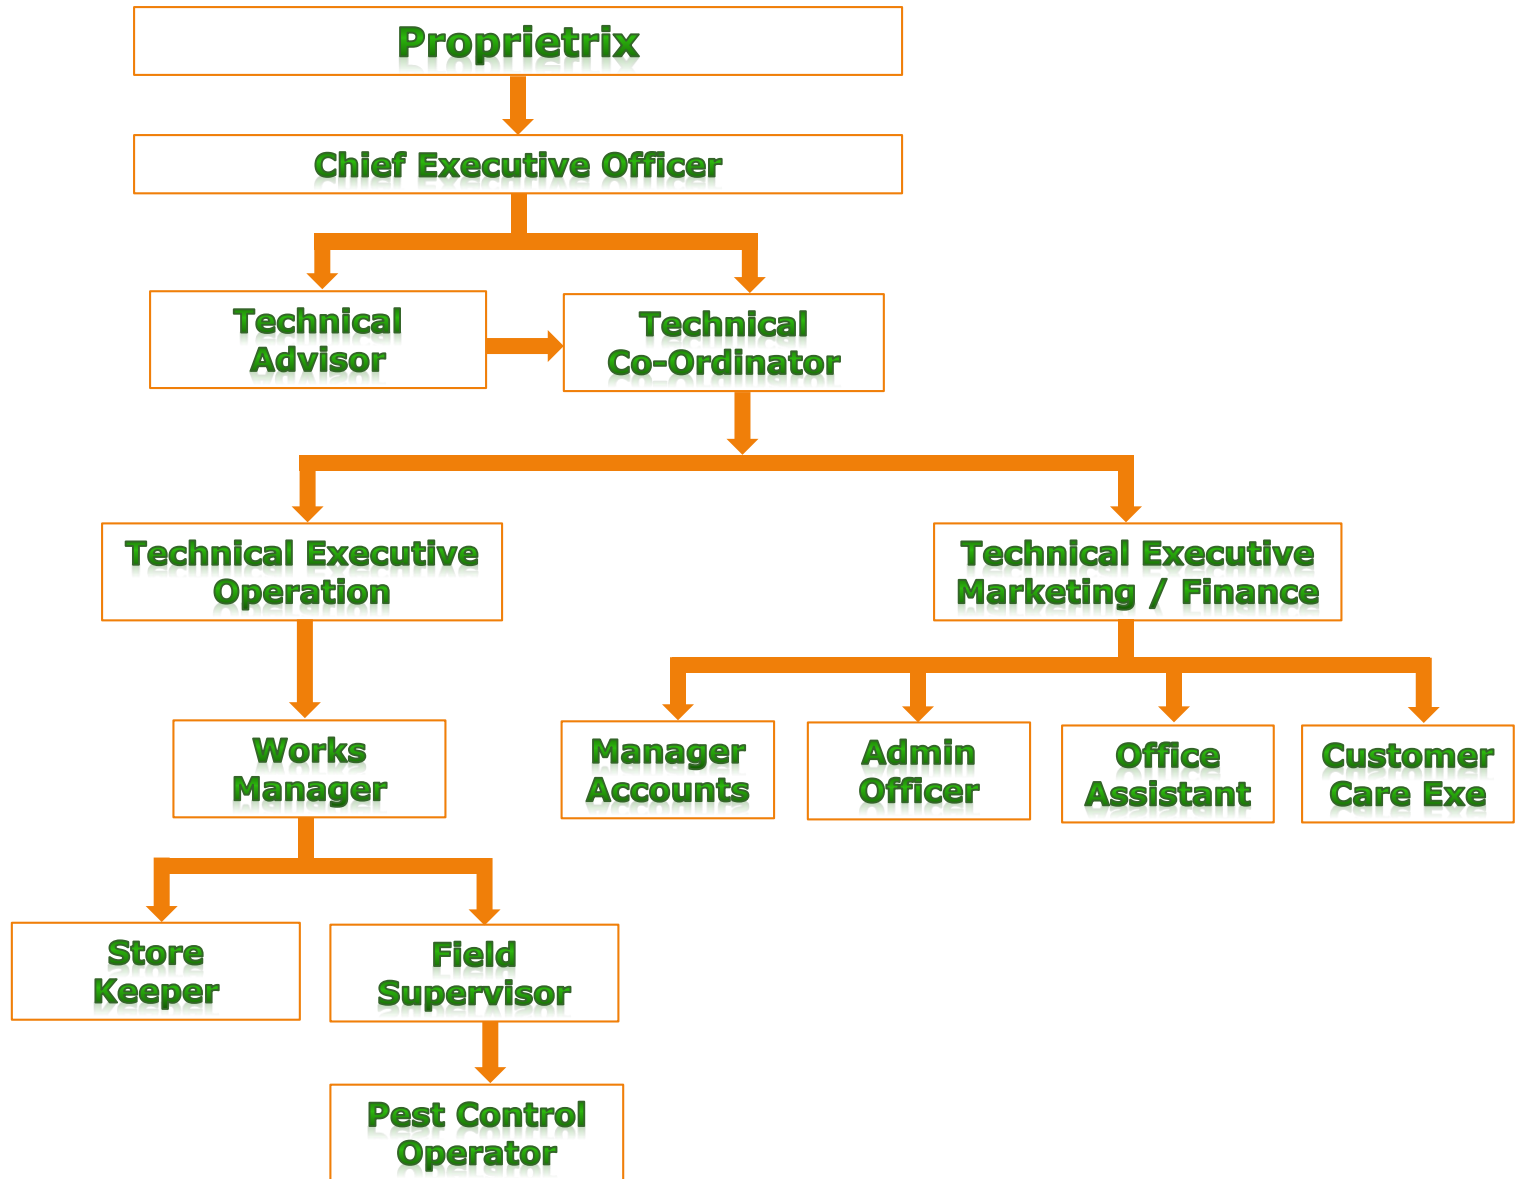 Proprietrix
Chief Executive Officer
Technical
Advisor
Technical
Co-Ordinator
Technical Executive
Operation
Technical Executive
Marketing / Finance
Works
Manager
Manager
Accounts
Admin
Officer
Office
Assistant
Customer
Care Exe
Store
Keeper
Field
Supervisor
Pest Control
Operator